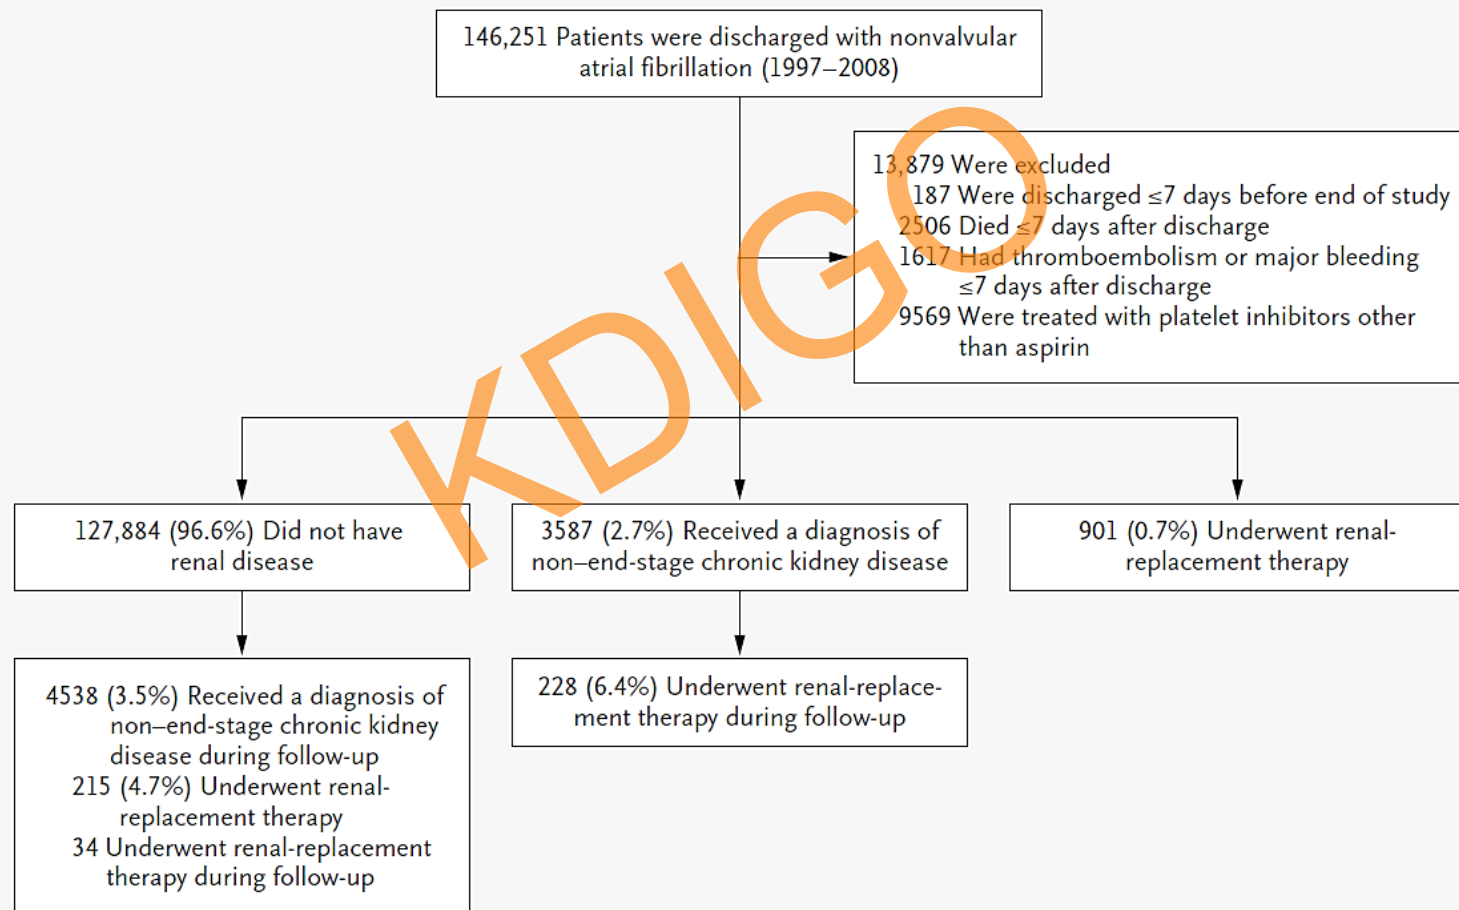 146,251 Patients were discharged with nonvalvular
atrial fibrillation (1997–2008)
13,879 Were excluded
187 Were discharged ≤7 days before end of study
2506 Died ≤7 days after discharge
1617 Had thromboembolism or major bleeding
≤7 days after discharge
9569 Were treated with platelet inhibitors other
than aspirin
KDIGO
127,884 (96.6%) Did not have
renal disease
3587 (2.7%) Received a diagnosis of
non–end-stage chronic kidney disease
901 (0.7%) Underwent renal-
replacement therapy
4538 (3.5%) Received a diagnosis of
non–end-stage chronic kidney
disease during follow-up
215 (4.7%) Underwent renal-
replacement therapy
34 Underwent renal-replacement
therapy during follow-up
228 (6.4%) Underwent renal-replace-
ment therapy during follow-up